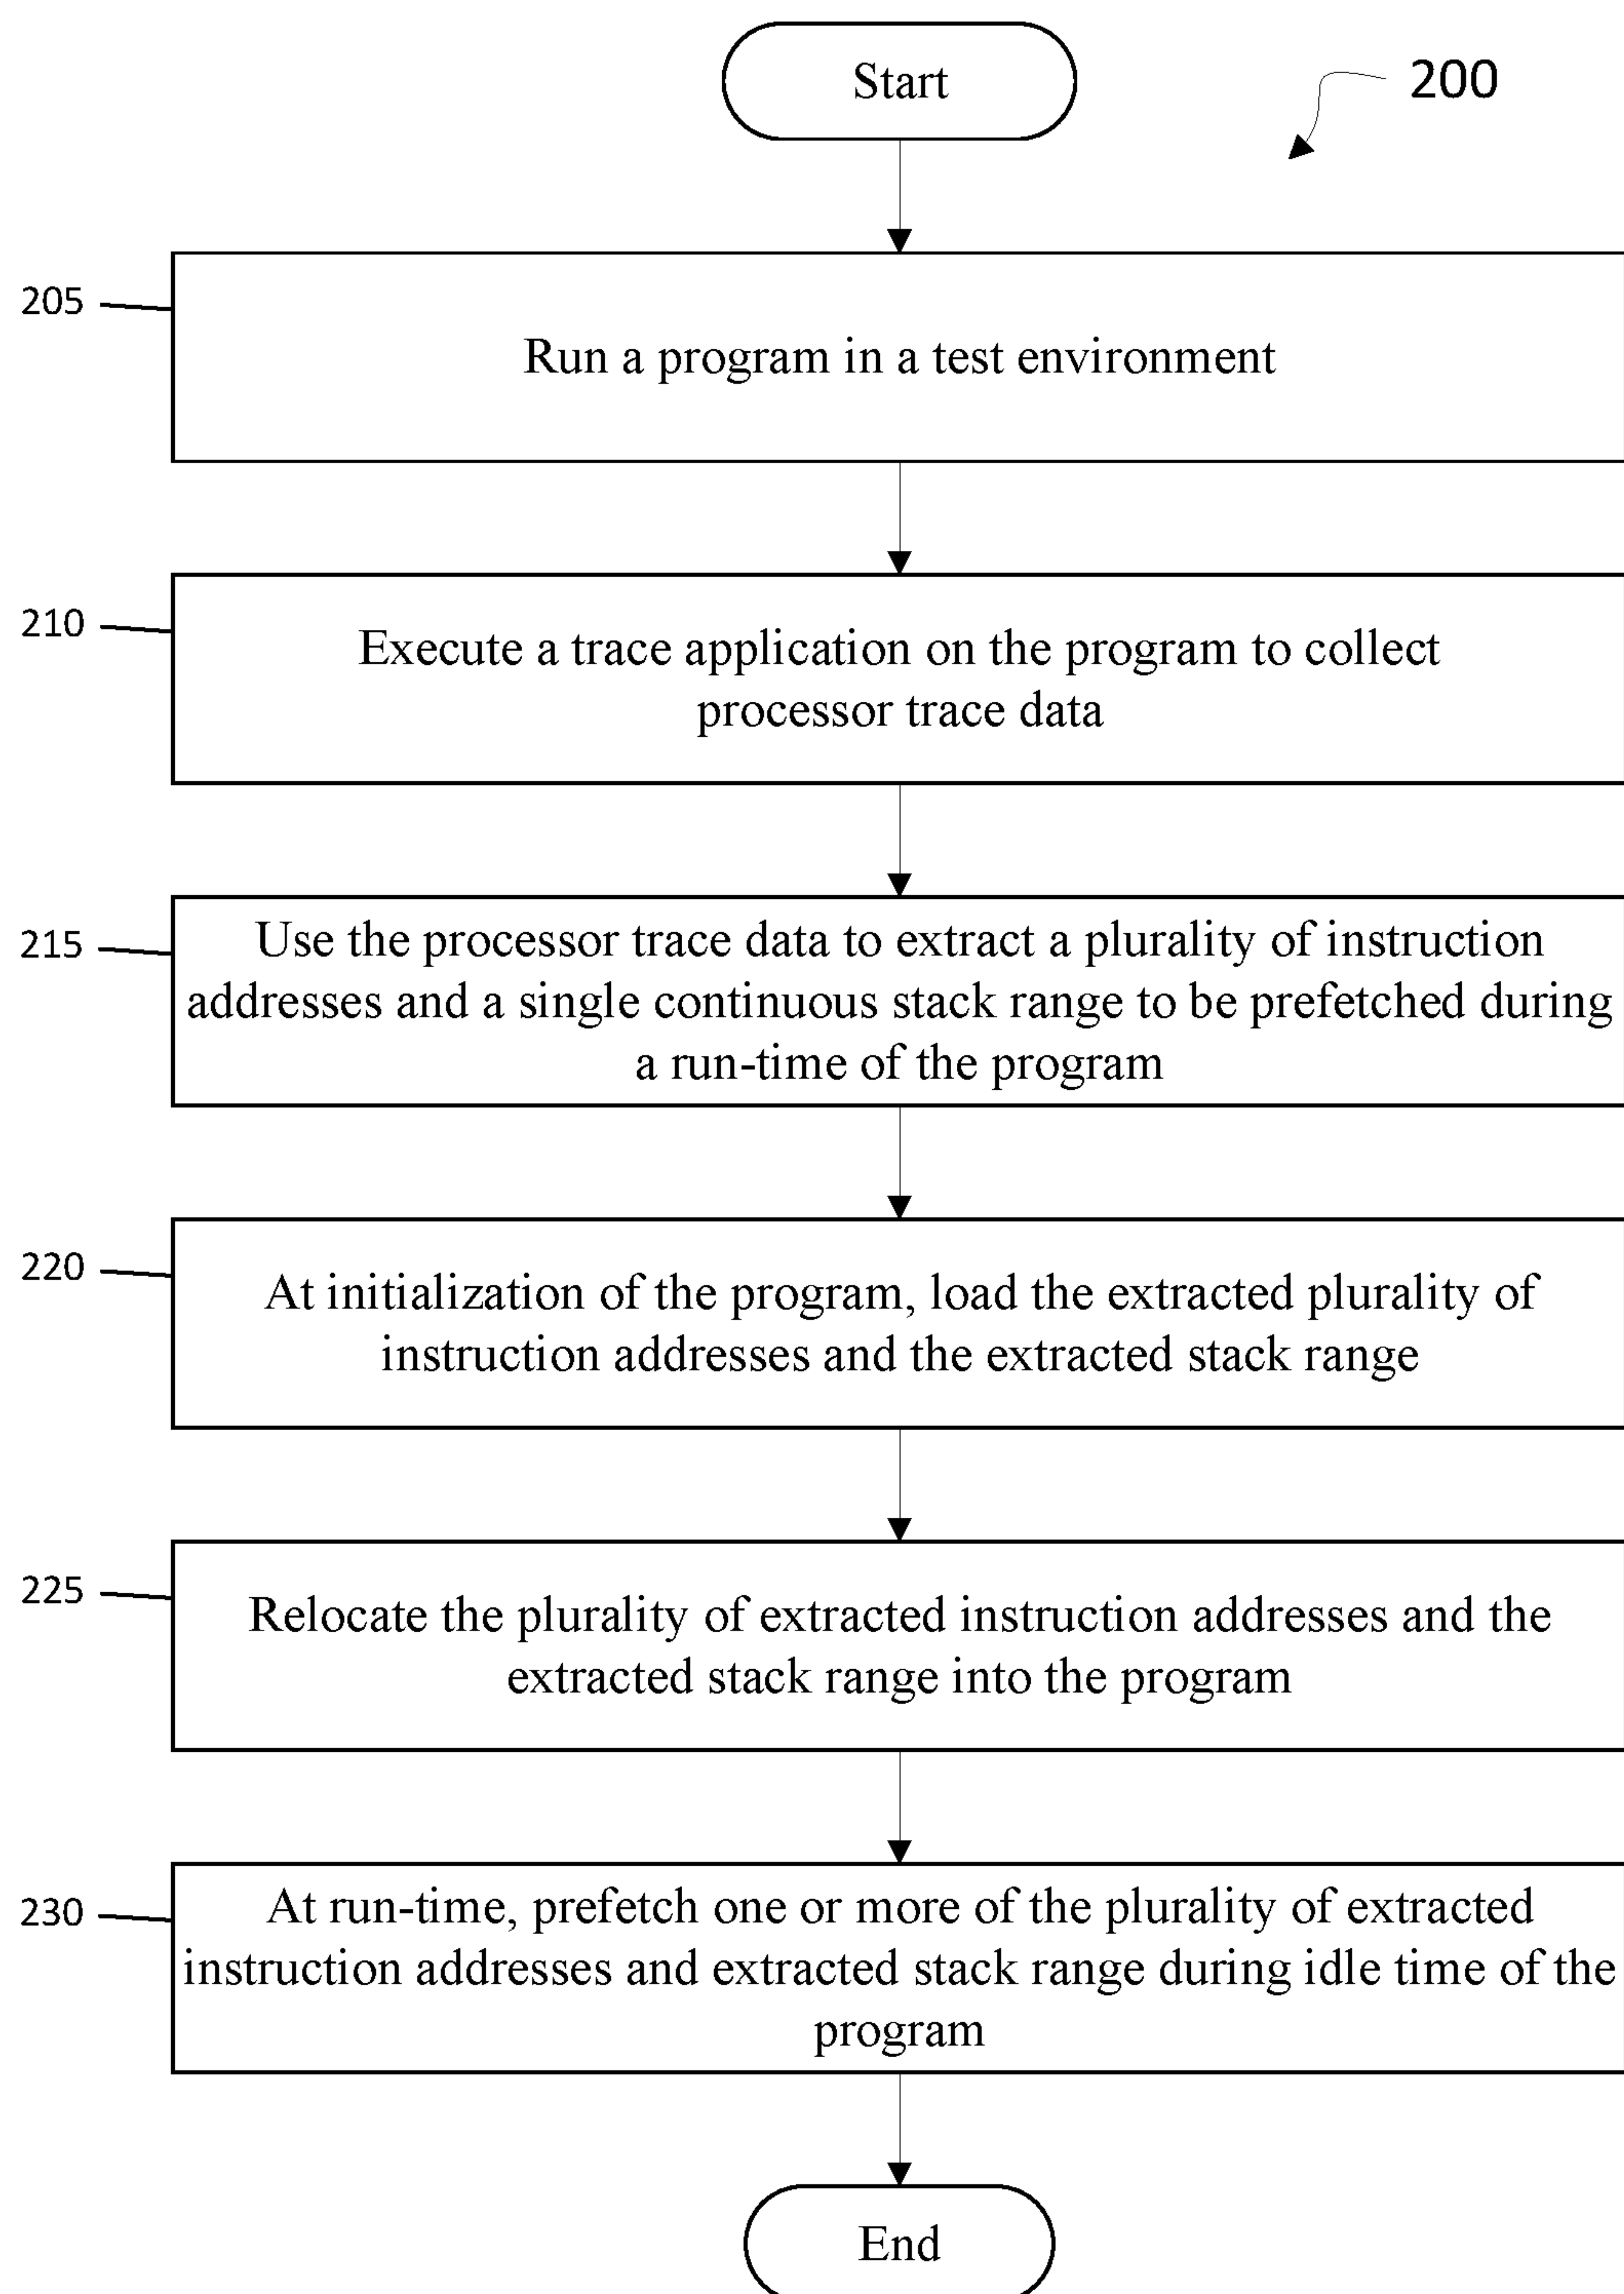 Start
200
205
Run a program in a test environment
210
Execute a trace application on the program to collect
processor trace data
215
Use the processor trace data to extract a plurality of instruction
addresses and a single continuous stack range to be prefetched during
a run-time of the program
220
At initialization of the program, load the extracted plurality of
instruction addresses and the extracted stack range
225
Relocate the plurality of extracted instruction addresses and the
extracted stack range into the program
230
At run-time, prefetch one or more of the plurality of extracted
instruction addresses and extracted stack range during idle time of the
program
End